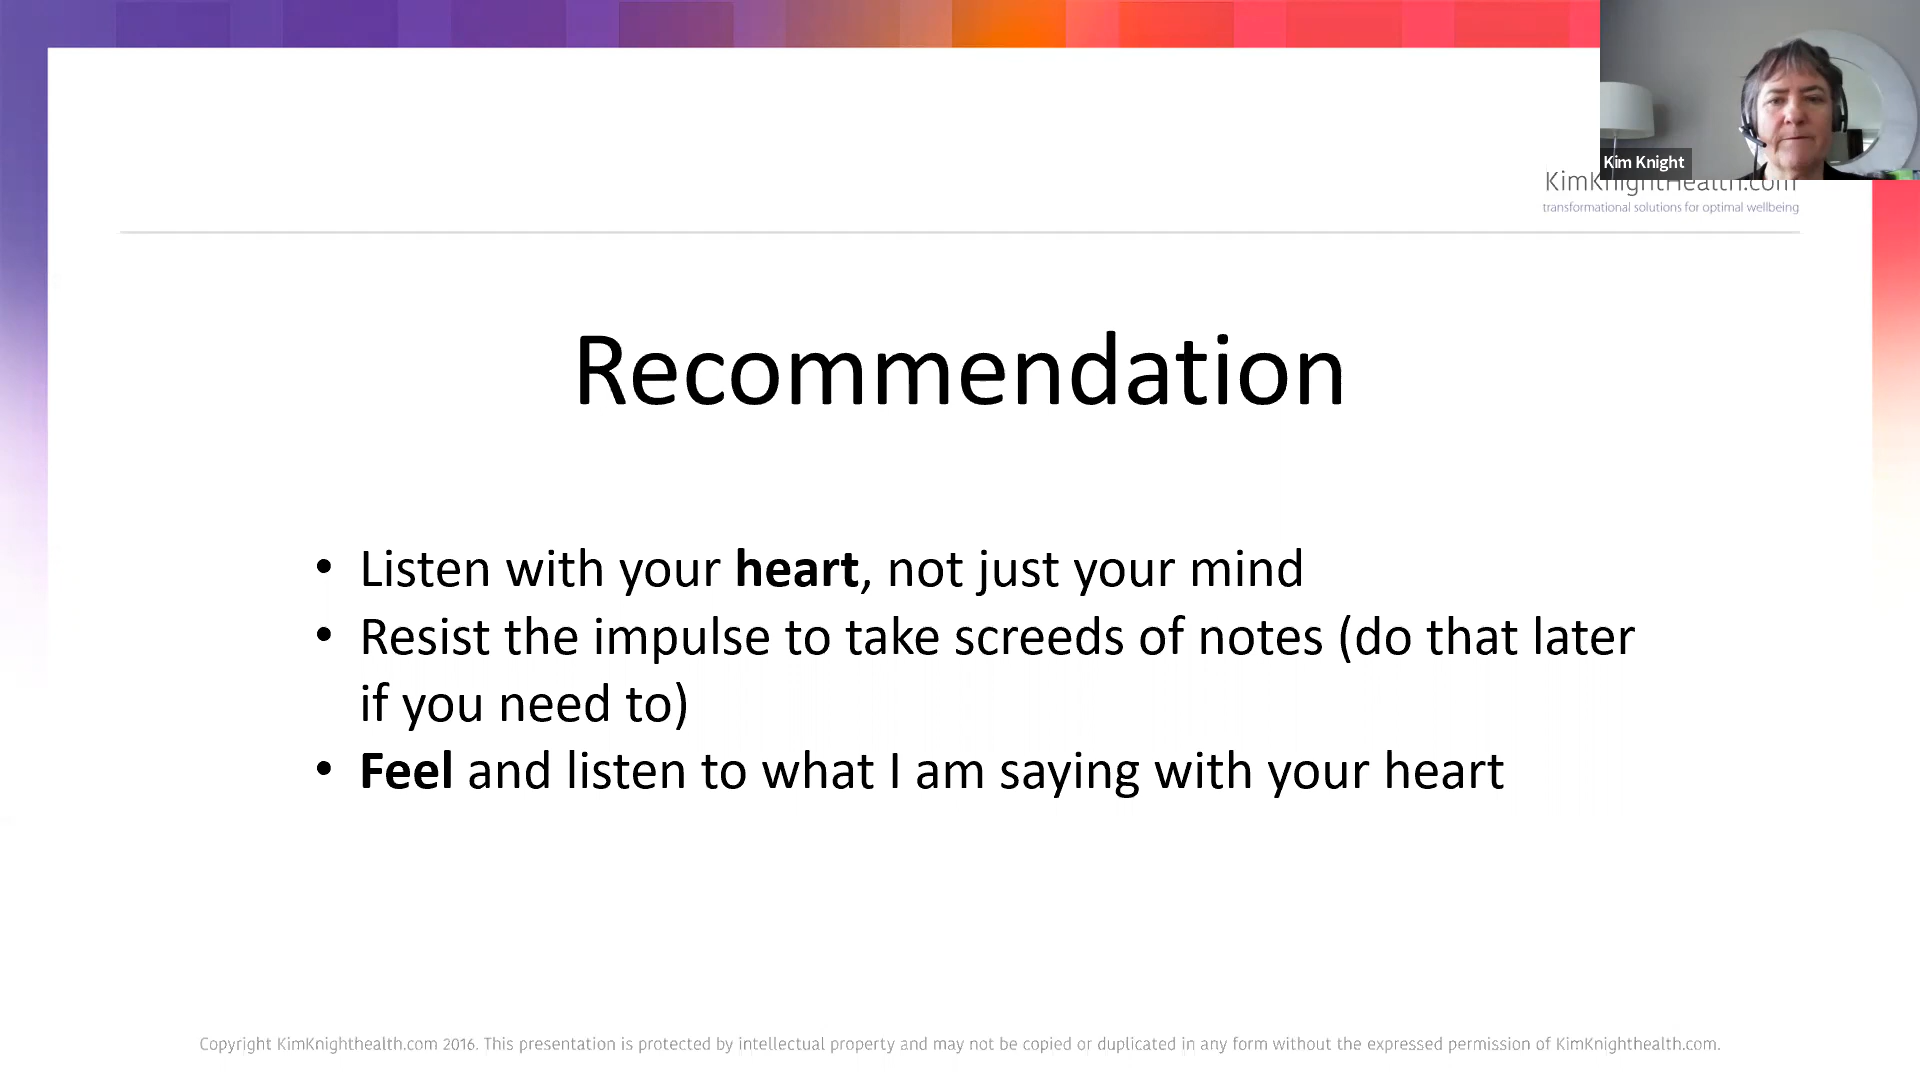 Kim Knight
KimKnightHealth.com
transformational solutions for optimal wellbeing
Recommendation
• Listen with your heart, not just your mind
• Resist the impulse to take screeds of notes (do that later
if you need to)
• Feel and listen to what I am saying with your heart
Copyright KimKnighthealth.com 2016. This presentation is protected by intellectual property and may not be copied or duplicated in any form without the expressed permission of KimKnighthealth.com.